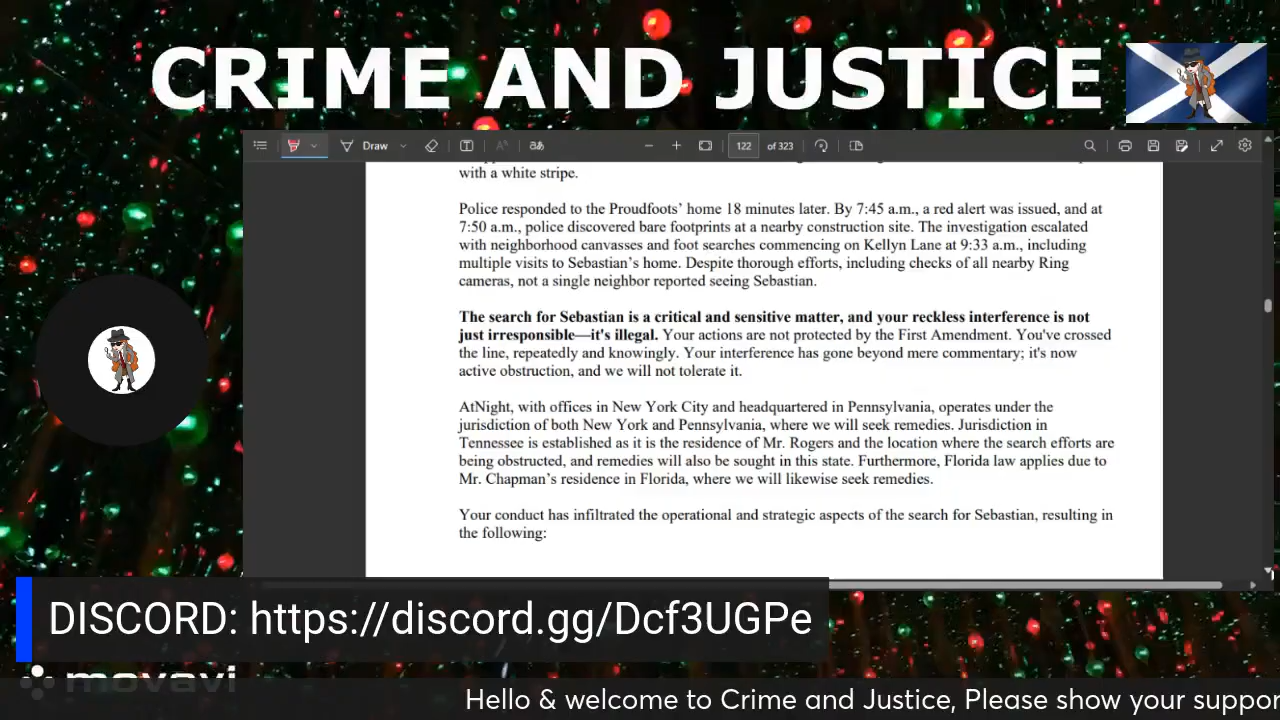 CRIME AND JUSTICE
Draw
122 of 323
with a white stripe.
Police responded to the Proudfoots’ home 18 minutes later. By 7:45 a.m., a red alert was issued, and at
7:50 a.m., police discovered bare footprints at a nearby construction site. The investigation escalated
with neighborhood canvasses and foot searches commencing on Kellyn Lane at 9:33 a.m., including
multiple visits to Sebastian’s home. Despite thorough efforts, including checks of all nearby Ring
cameras, not a single neighbor reported seeing Sebastian.
The search for Sebastian is a critical and sensitive matter, and your reckless interference is not
just irresponsible—it's illegal. Your actions are not protected by the First Amendment. You've crossed
the line, repeatedly and knowingly. Your interference has gone beyond mere commentary; it's now
active obstruction, and we will not tolerate it.
AtNight, with offices in New York City and headquartered in Pennsylvania, operates under the
jurisdiction of both New York and Pennsylvania, where we will seek remedies. Jurisdiction in
Tennessee is established as it is the residence of Mr. Rogers and the location where the search efforts are
being obstructed, and remedies will also be sought in this state. Furthermore, Florida law applies due to
Mr. Chapman’s residence in Florida, where we will likewise seek remedies.
Your conduct has infiltrated the operational and strategic aspects of the search for Sebastian, resulting in
the following:
DISCORD: https://discord.gg/Dcf3UGPe
movavi
Hello & welcome to Crime and Justice, Please show your suppor